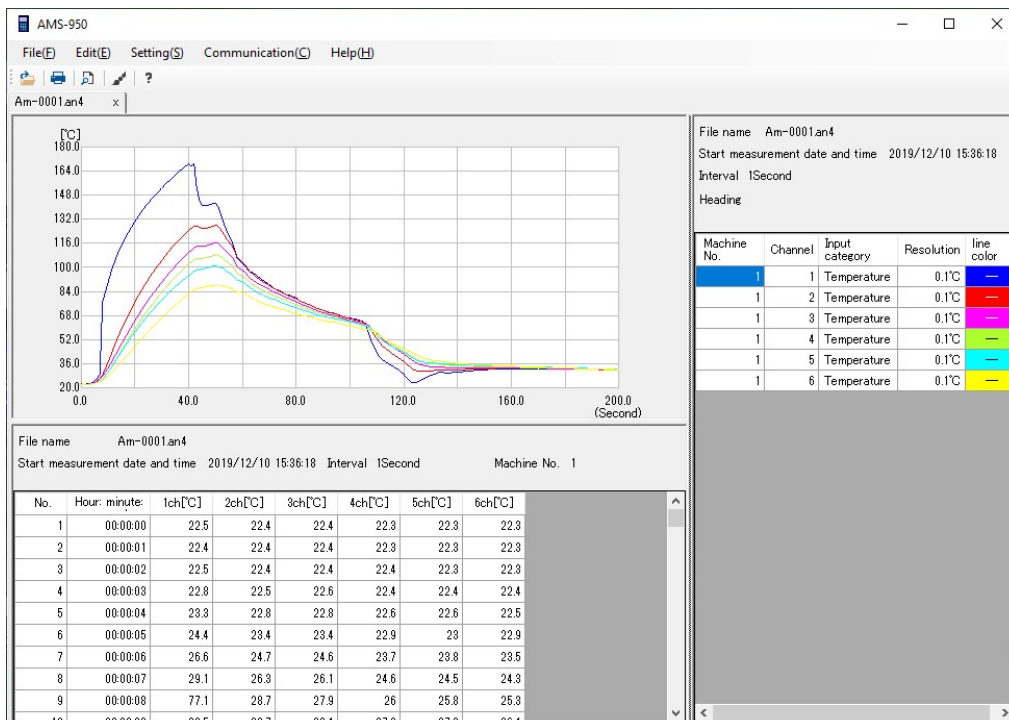 AMS-950
File(F) Edit(E) Setting(S) Communication(C) Help(H)
?
Am-0001.an4 x
[℃]
180.0
164.0
148.0
132.0
116.0
100.0
84.0
68.0
52.0
36.0
20.0
0.0 40.0 80.0 120.0 160.0 200.0
(Second)
File name Am-0001.an4
Start measurement date and time 2019/12/10 15:36:18
Interval 1Second
Heading
Machine No. Channel Input category Resolution line color
1 1 Temperature 0.1℃
1 2 Temperature 0.1℃
1 3 Temperature 0.1℃
1 4 Temperature 0.1℃
1 5 Temperature 0.1℃
1 6 Temperature 0.1℃
File name Am-0001.an4
Start measurement date and time 2019/12/10 15:36:18 Interval 1Second Machine No. 1
No. Hour: minute: 1ch[℃] 2ch[℃] 3ch[℃] 4ch[℃] 5ch[℃] 6ch[℃]
1 00:00:00 22.5 22.4 22.4 22.3 22.3 22.3
2 00:00:01 22.4 22.4 22.4 22.3 22.3 22.3
3 00:00:02 22.5 22.4 22.4 22.4 22.3 22.3
4 00:00:03 22.8 22.5 22.6 22.4 22.4 22.4
5 00:00:04 23.3 22.8 22.8 22.6 22.6 22.5
6 00:00:05 24.4 23.4 23.4 22.9 23 22.9
7 00:00:06 26.6 24.7 24.6 23.7 23.8 23.5
8 00:00:07 29.1 26.3 26.1 24.6 24.5 24.3
9 00:00:08 77.1 28.7 27.9 26 25.8 25.3